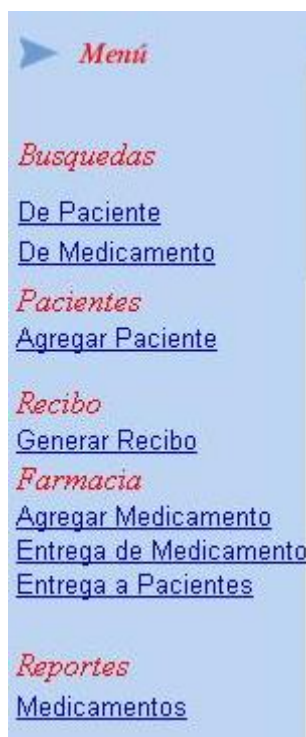 Menú
Busquedas
De Paciente
De Medicamento
Pacientes
Agregar Paciente
Recibo
Generar Recibo
Farmacia
Agregar Medicamento
Entrega de Medicamento
Entrega a Pacientes
Reportes
Medicamentos